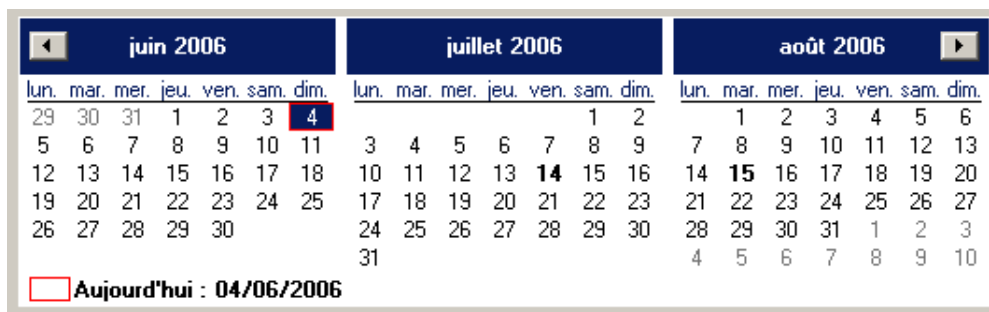 juin 2006 juillet 2006 août 2006
lun. mar. mer. jeu. ven. sam. dim. lun. mar. mer. jeu. ven. sam. dim. lun. mar. mer. jeu. ven. sam. dim.
29 30 31 1 2 3 4 1 2 1 2 3 4 5 6
5 6 7 8 9 10 11 3 4 5 6 7 8 9 7 8 9 10 11 12 13
12 13 14 15 16 17 18 10 11 12 13 14 15 16 14 15 16 17 18 19 20
19 20 21 22 23 24 25 17 18 19 20 21 22 23 21 22 23 24 25 26 27
26 27 28 29 30 24 25 26 27 28 29 30 28 29 30 31 1 2 3
31 4 5 6 7 8 9 10
Aujourd'hui : 04/06/2006